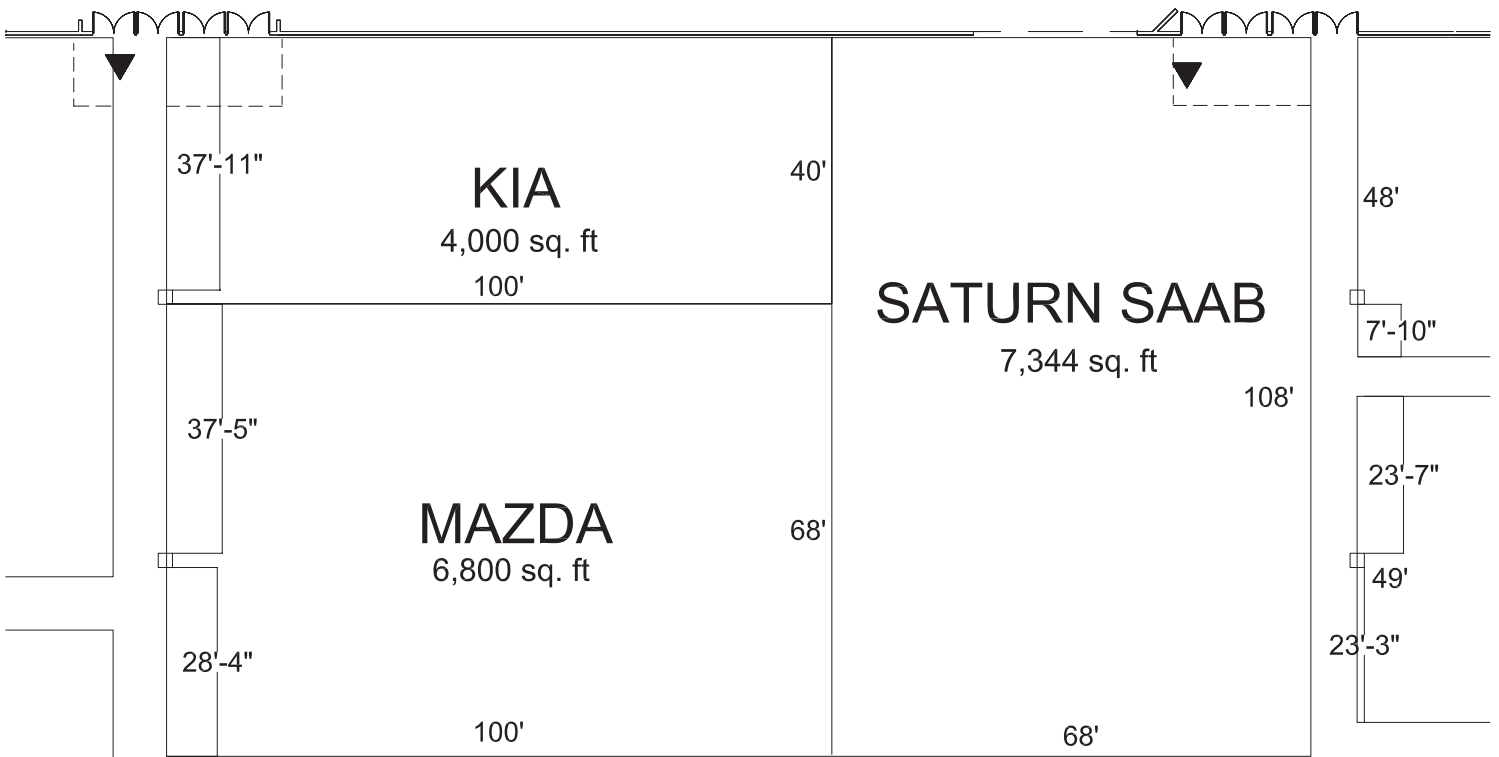 37'-11"
KIA
4,000 sq. ft
100'
40'
48'
SATURN SAAB
7,344 sq. ft
108'
7'-10"
37'-5"
MAZDA
6,800 sq. ft
68'
23'-7"
49'
23'-3"
28'-4"
100'
68'